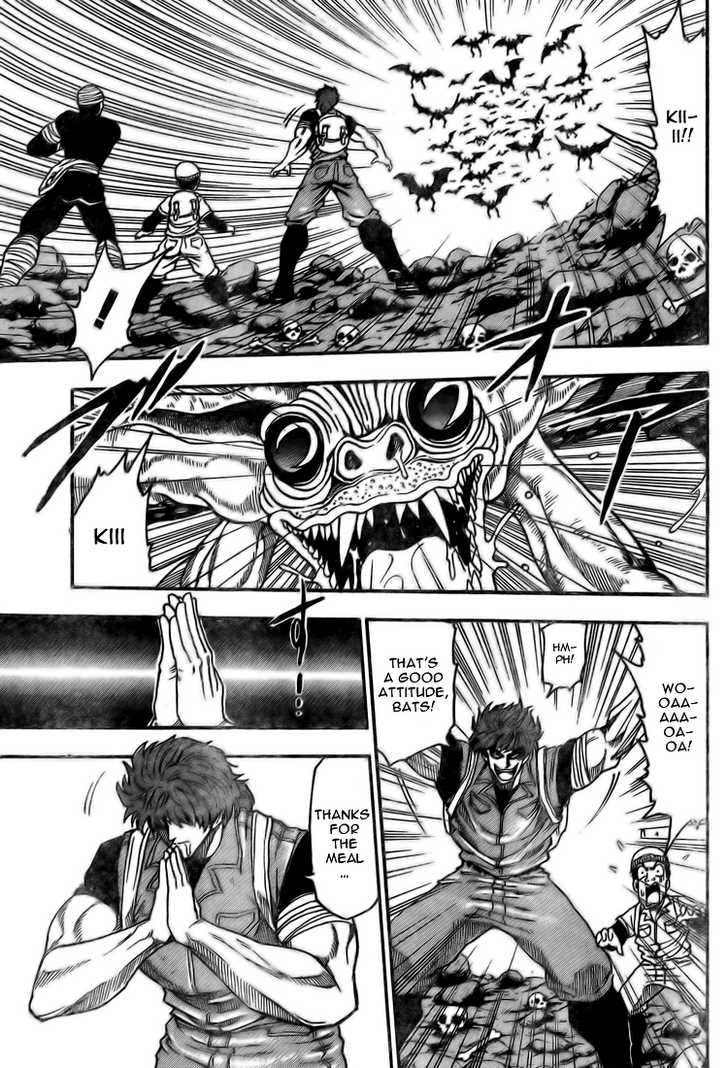 KII-
II!!
!
KIII
WO-
OAA-
AAA-
OA-
OA!
HM-
PH!
THAT'S
A GOOD
ATTITUDE,
BATS!
THANKS
FOR
THE
MEAL
...